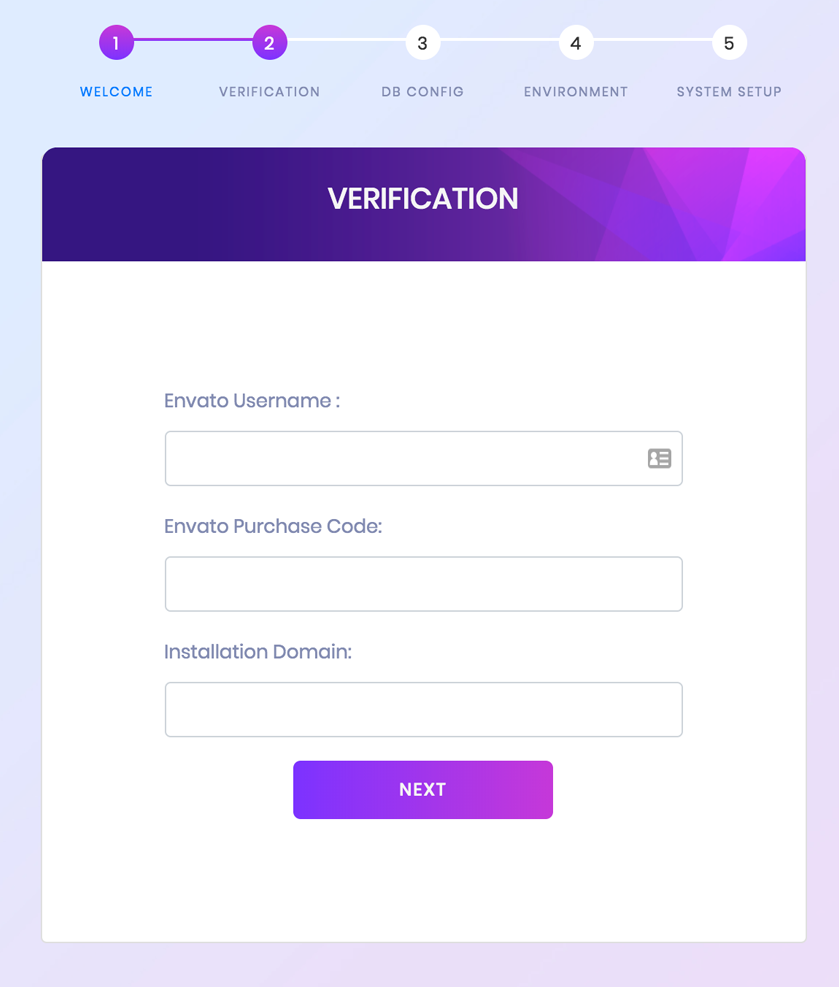 1 2 3 4 5
WELCOME VERIFICATION DB CONFIG ENVIRONMENT SYSTEM SETUP
VERIFICATION
Envato Username :
Envato Purchase Code:
Installation Domain:
NEXT